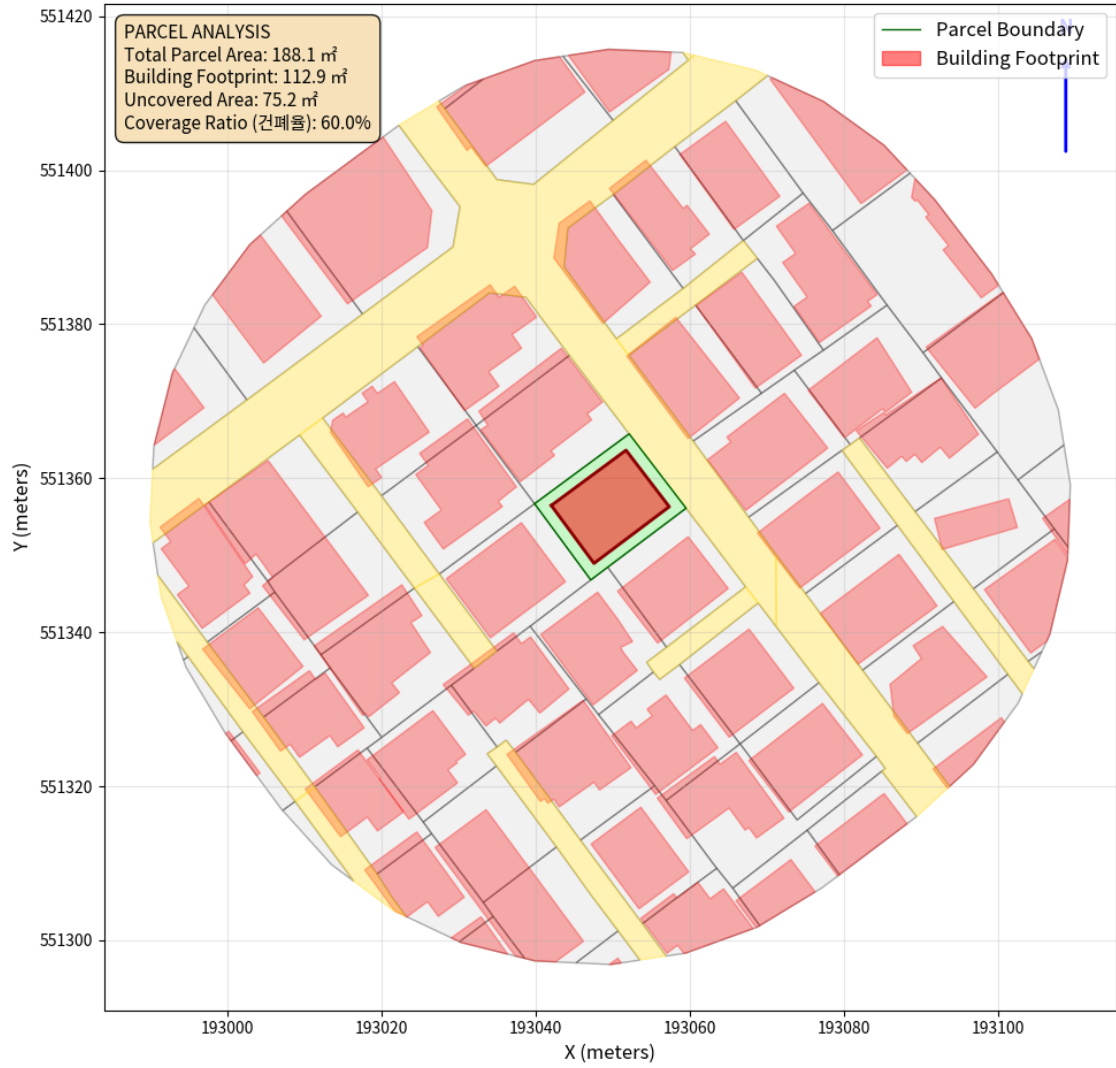 PARCEL ANALYSIS
Total Parcel Area: 188.1 ㎡
Building Footprint: 112.9 ㎡
Uncovered Area: 75.2 ㎡
Coverage Ratio (건폐율): 60.0%
N
Parcel Boundary
Building Footprint
551420
551400
551380
551360
551340
551320
551300
Y (meters)
193000
193020
193040
193060
193080
193100
X (meters)